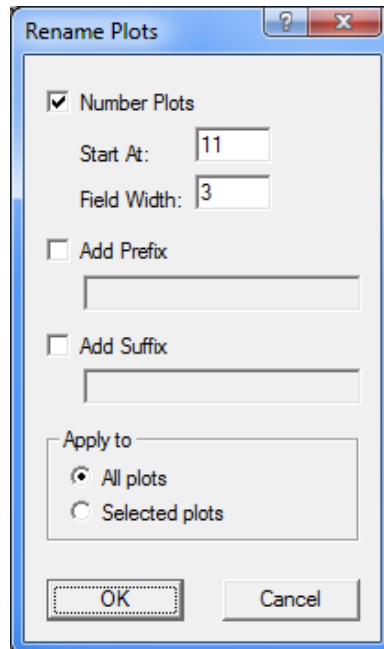 Rename Plots
Number Plots
Start At: 11
Field Width: 3
Add Prefix
Add Suffix
Apply to
All plots
Selected plots
OK Cancel